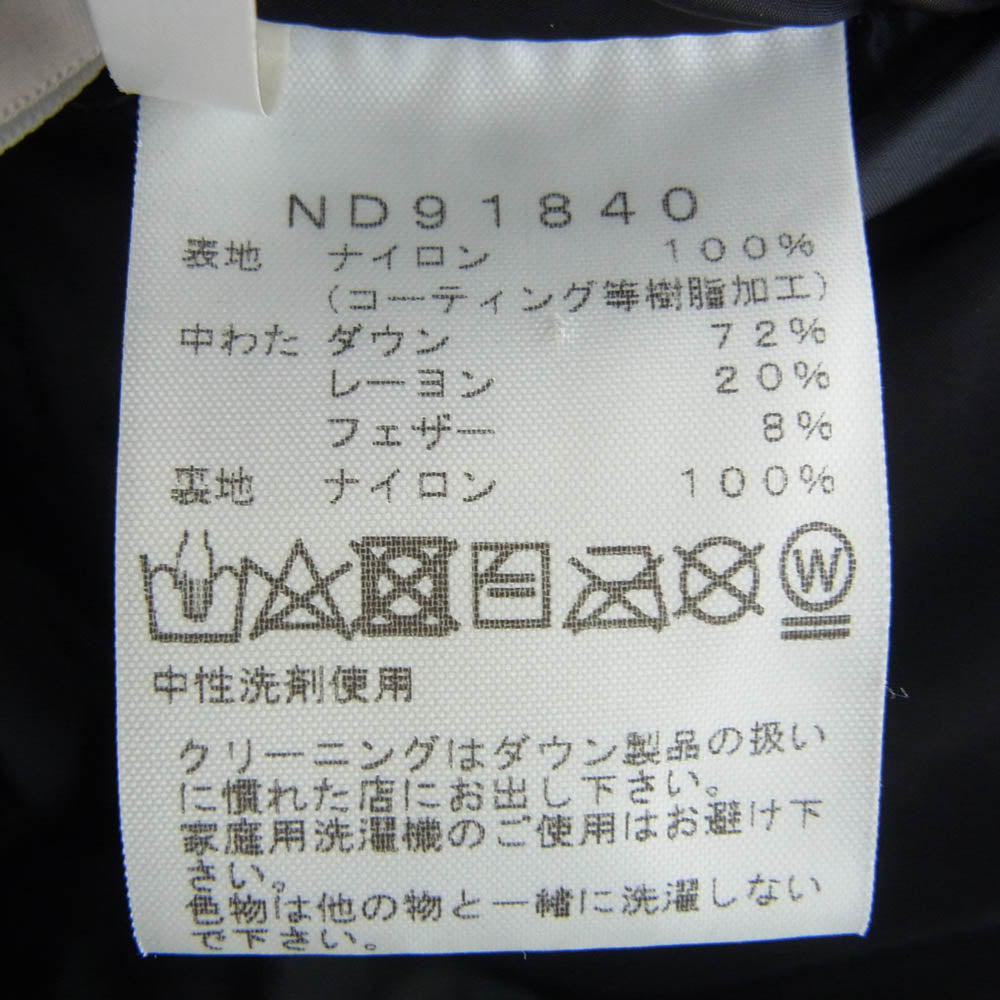 ND91840
表地 ナイロン 100%
(コーティング等樹脂加工)
中わた ダウン 72%
レーヨン 20%
フェザー 8%
裏地 ナイロン 100%
W
中性洗剤使用
クリーニングはダウン製品の扱い
に慣れた店にお出し下さい。
家庭用洗濯機のご使用はお避け下
さい。
色物は他の物と一緒に洗濯しない
で下さい。